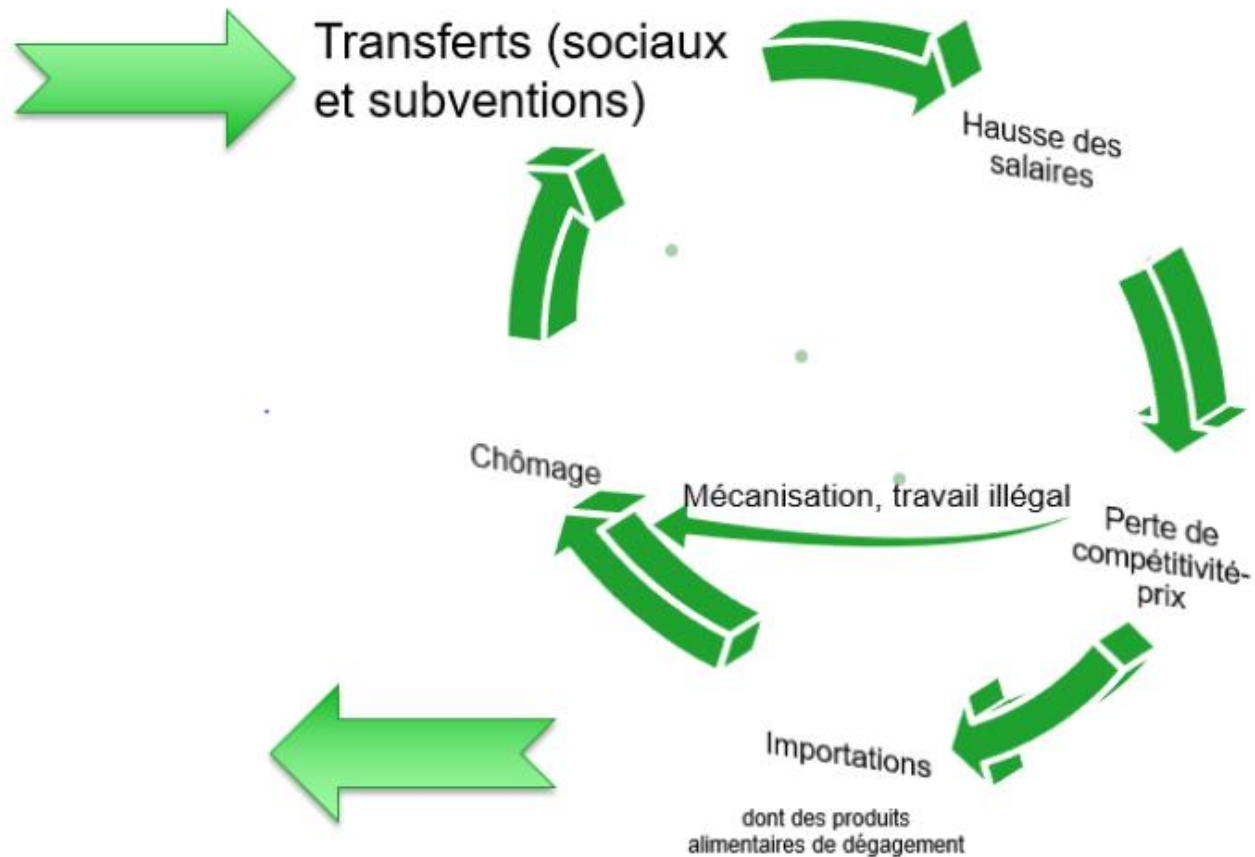 Transferts (sociaux
et subventions)
Hausse des
salaires
Chômage
Mécanisation, travail illégal
Perte de
compétitivité-
prix
Importations
dont des produits
alimentaires de dégagement